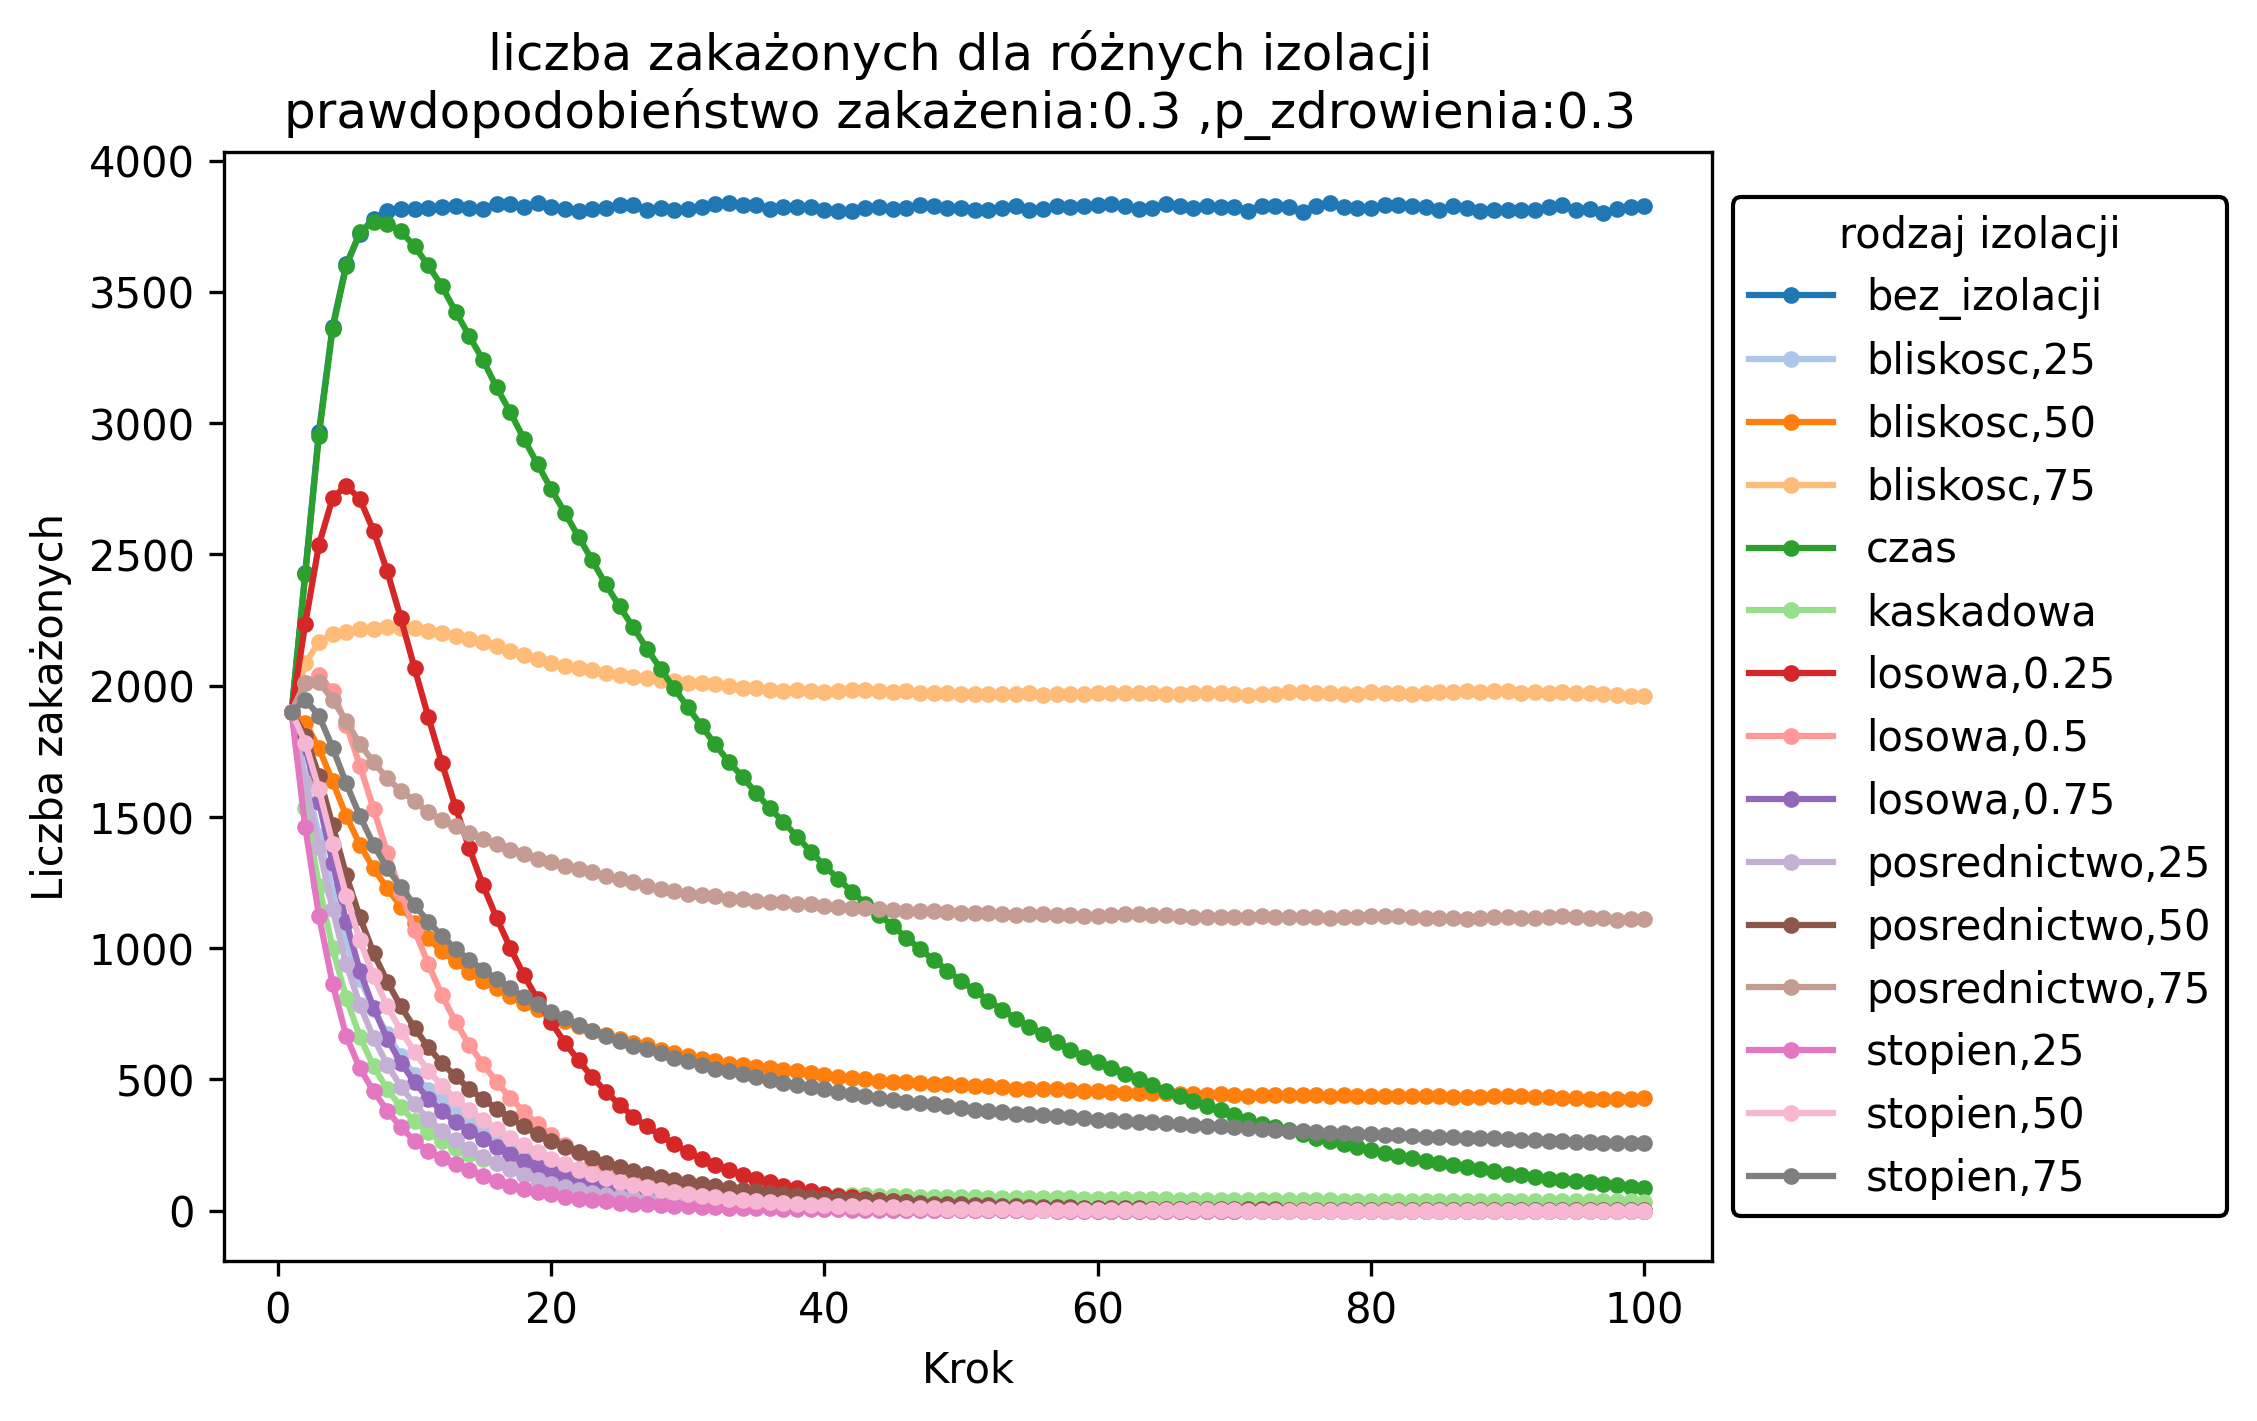 liczba zakażonych dla różnych izolacji
prawdopodobieństwo zakażenia:0.3 ,p_zdrowienia:0.3
4000
3500
3000
2500
2000
1500
1000
500
0
Liczba zakażonych
0 20 40 60 80 100
Krok
rodzaj izolacji
bez_izolacji
bliskosc,25
bliskosc,50
bliskosc,75
czas
kaskadowa
losowa,0.25
losowa,0.5
losowa,0.75
posrednictwo,25
posrednictwo,50
posrednictwo,75
stopien,25
stopien,50
stopien,75